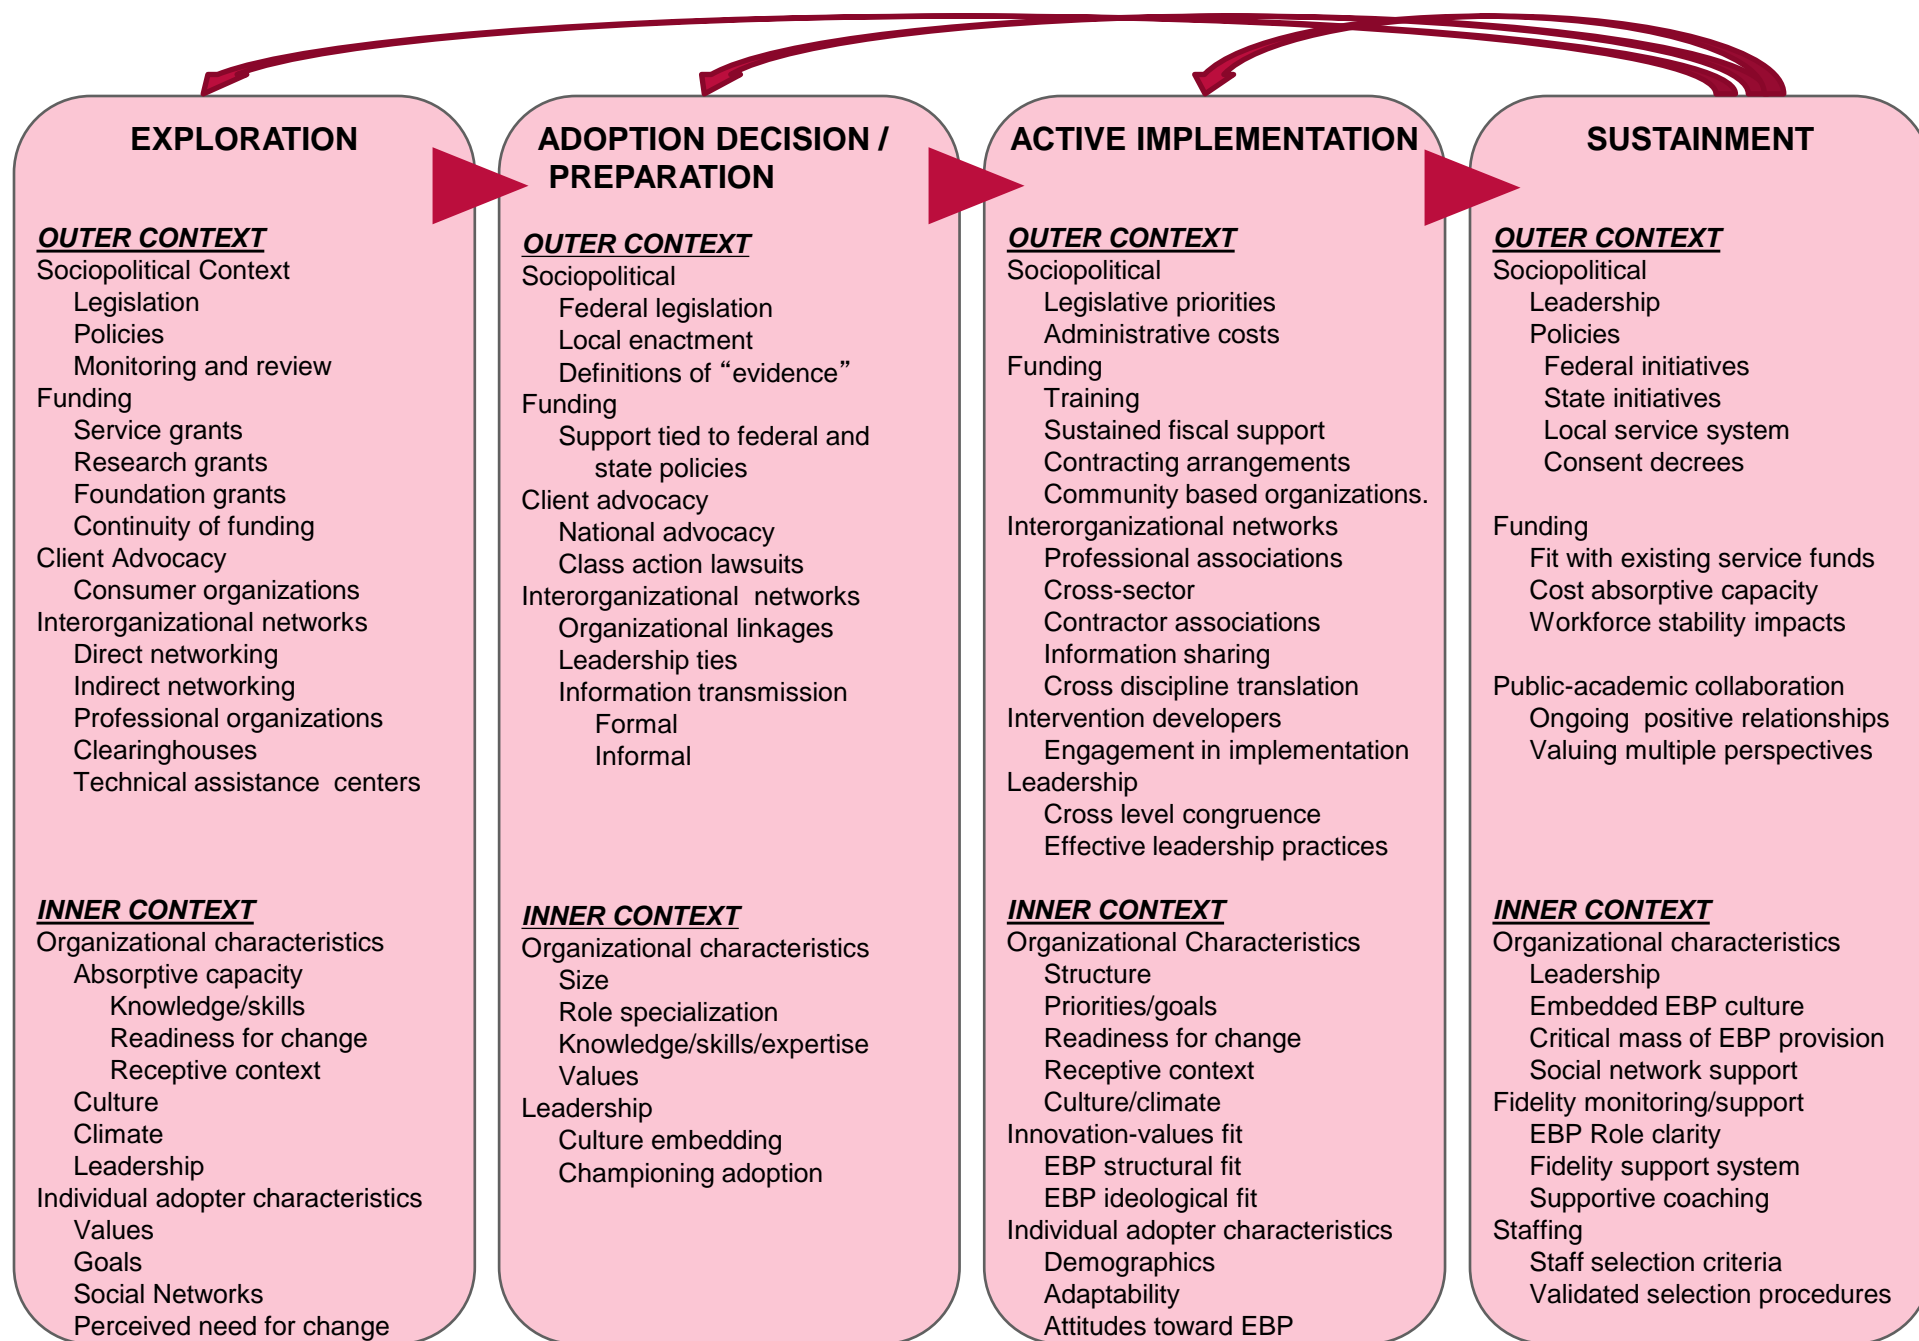 EXPLORATION
OUTER CONTEXT
Sociopolitical Context
Legislation
Policies
Monitoring and review
Funding
Service grants
Research grants
Foundation grants
Continuity of funding
Client Advocacy
Consumer organizations
Interorganizational networks
Direct networking
Indirect networking
Professional organizations
Clearinghouses
Technical assistance centers
INNER CONTEXT
Organizational characteristics
Absorptive capacity
Knowledge/skills
Readiness for change
Receptive context
Culture
Climate
Leadership
Individual adopter characteristics
Values
Goals
Social Networks
Perceived need for change
ADOPTION DECISION /
PREPARATION
OUTER CONTEXT
Sociopolitical
Federal legislation
Local enactment
Definitions of “evidence”
Funding
Support tied to federal and
state policies
Client advocacy
National advocacy
Class action lawsuits
Interorganizational networks
Organizational linkages
Leadership ties
Information transmission
Formal
Informal
INNER CONTEXT
Organizational characteristics
Size
Role specialization
Knowledge/skills/expertise
Values
Leadership
Culture embedding
Championing adoption
ACTIVE IMPLEMENTATION
OUTER CONTEXT
Sociopolitical
Legislative priorities
Administrative costs
Funding
Training
Sustained fiscal support
Contracting arrangements
Community based organizations.
Interorganizational networks
Professional associations
Cross-sector
Contractor associations
Information sharing
Cross discipline translation
Intervention developers
Engagement in implementation
Leadership
Cross level congruence
Effective leadership practices
INNER CONTEXT
Organizational Characteristics
Structure
Priorities/goals
Readiness for change
Receptive context
Culture/climate
Innovation-values fit
EBP structural fit
EBP ideological fit
Individual adopter characteristics
Demographics
Adaptability
Attitudes toward EBP
SUSTAINMENT
OUTER CONTEXT
Sociopolitical
Leadership
Policies
Federal initiatives
State initiatives
Local service system
Consent decrees
Funding
Fit with existing service funds
Cost absorptive capacity
Workforce stability impacts
Public-academic collaboration
Ongoing positive relationships
Valuing multiple perspectives
INNER CONTEXT
Organizational characteristics
Leadership
Embedded EBP culture
Critical mass of EBP provision
Social network support
Fidelity monitoring/support
EBP Role clarity
Fidelity support system
Supportive coaching
Staffing
Staff selection criteria
Validated selection procedures